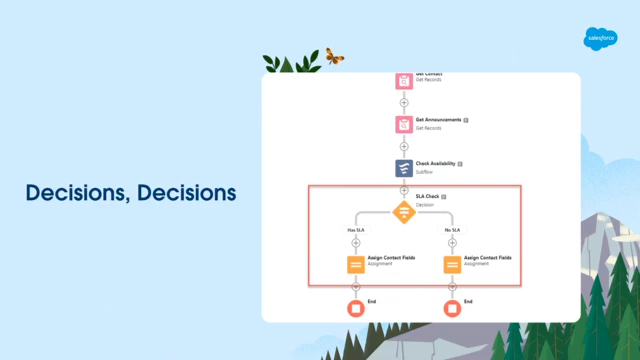 salesforce
Decisions, Decisions
Get Contact
Get Records
Get Announcements
Get Records
Check Availability
Subflow
SLA Check
Decision
Has SLA
No SLA
Assign Contact Fields
Assignment
Assign Contact Fields
Assignment
End
End